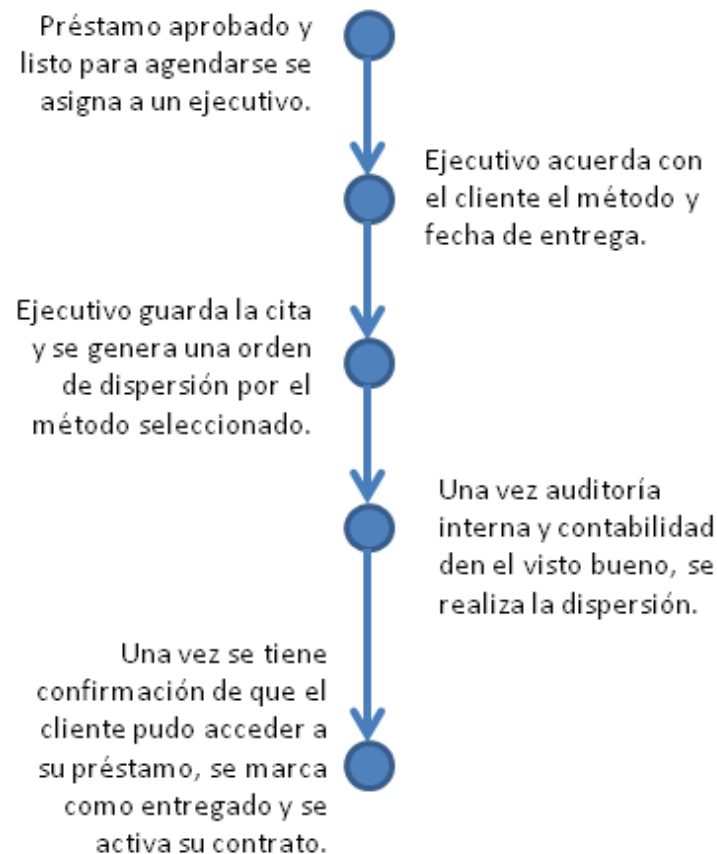 Préstamo aprobado y
listo para agendarse se
asigna a un ejecutivo.
Ejecutivo acuerda con
el cliente el método y
fecha de entrega.
Ejecutivo guarda la cita
y se genera una orden
de dispersión por el
método seleccionado.
Una vez auditoría
interna y contabilidad
den el visto bueno, se
realiza la dispersión.
Una vez se tiene
confirmación de que el
cliente pudo acceder a
su préstamo, se marca
como entregado y se
activa su contrato.